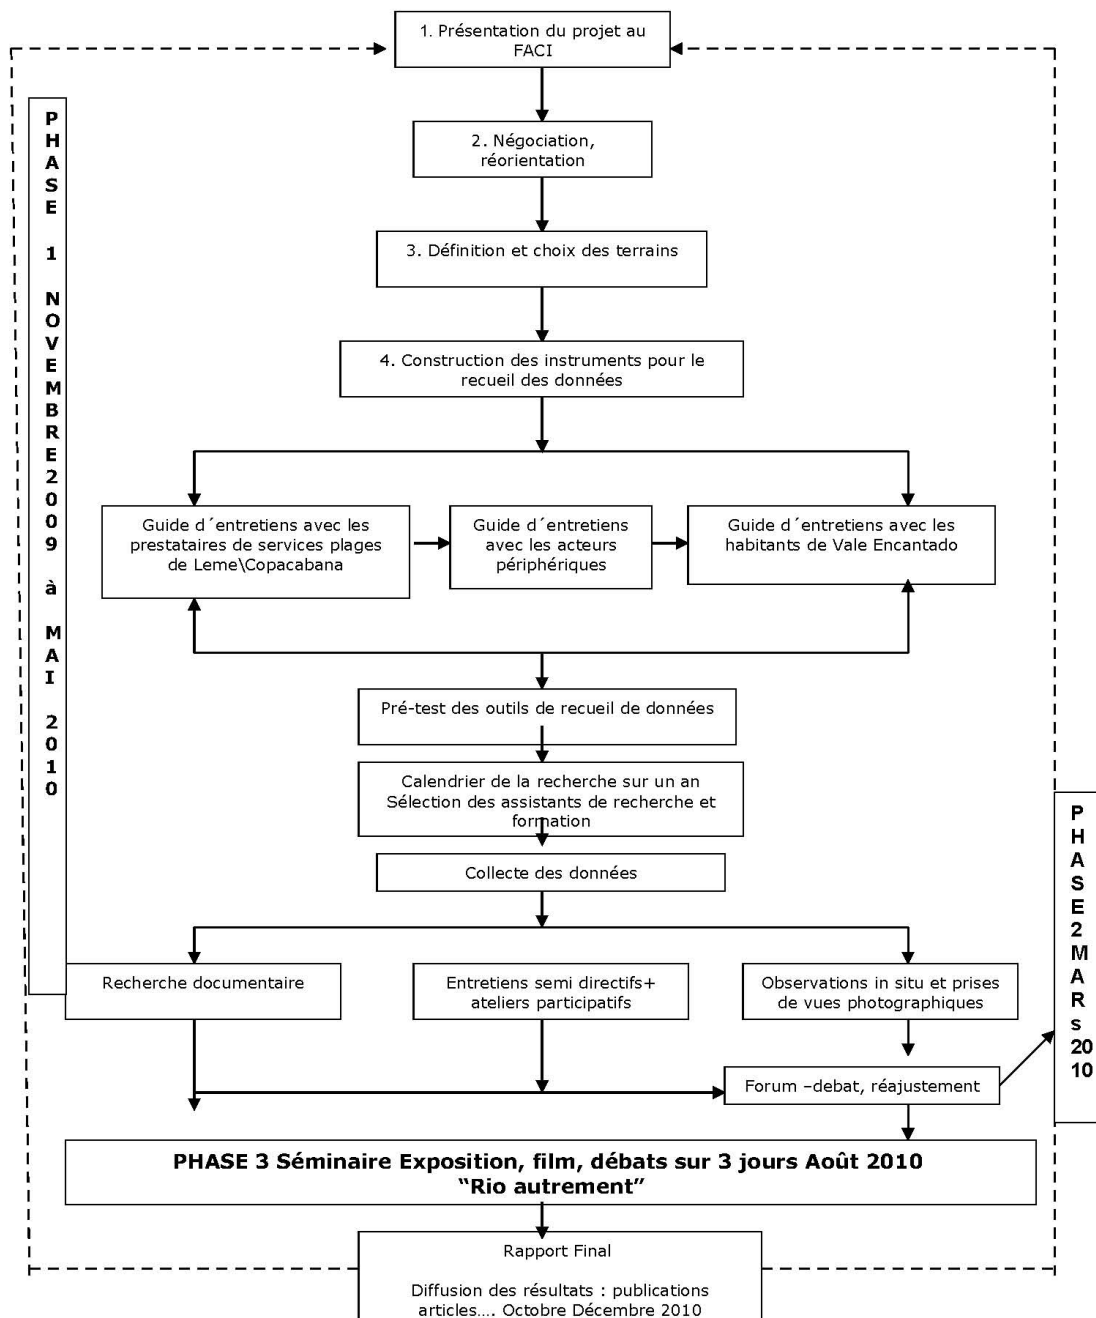 1. Présentation du projet au
FACI
2. Négociation,
réorientation
3. Définition et choix des terrains
4. Construction des instruments pour le
recueil des données
PHASE 1 NOVEMBRE2009 à MAI 2010
Guide d´entretiens avec les
prestataires de services plages
de Leme\Copacabana
Guide d´entretiens
avec les acteurs
périphériques
Guide d´entretiens avec les
habitants de Vale Encantado
Pré-test des outils de recueil de données
Calendrier de la recherche sur un an
Sélection des assistants de recherche et
formation
Collecte des données
PHASE2MARs2010
Recherche documentaire
Entretiens semi directifs+
ateliers participatifs
Observations in situ et prises
de vues photographiques
Forum –debat, réajustement
PHASE 3 Séminaire Exposition, film, débats sur 3 jours Août 2010
“Rio autrement”
Rapport Final
Diffusion des résultats : publications
articles…. Octobre Décembre 2010